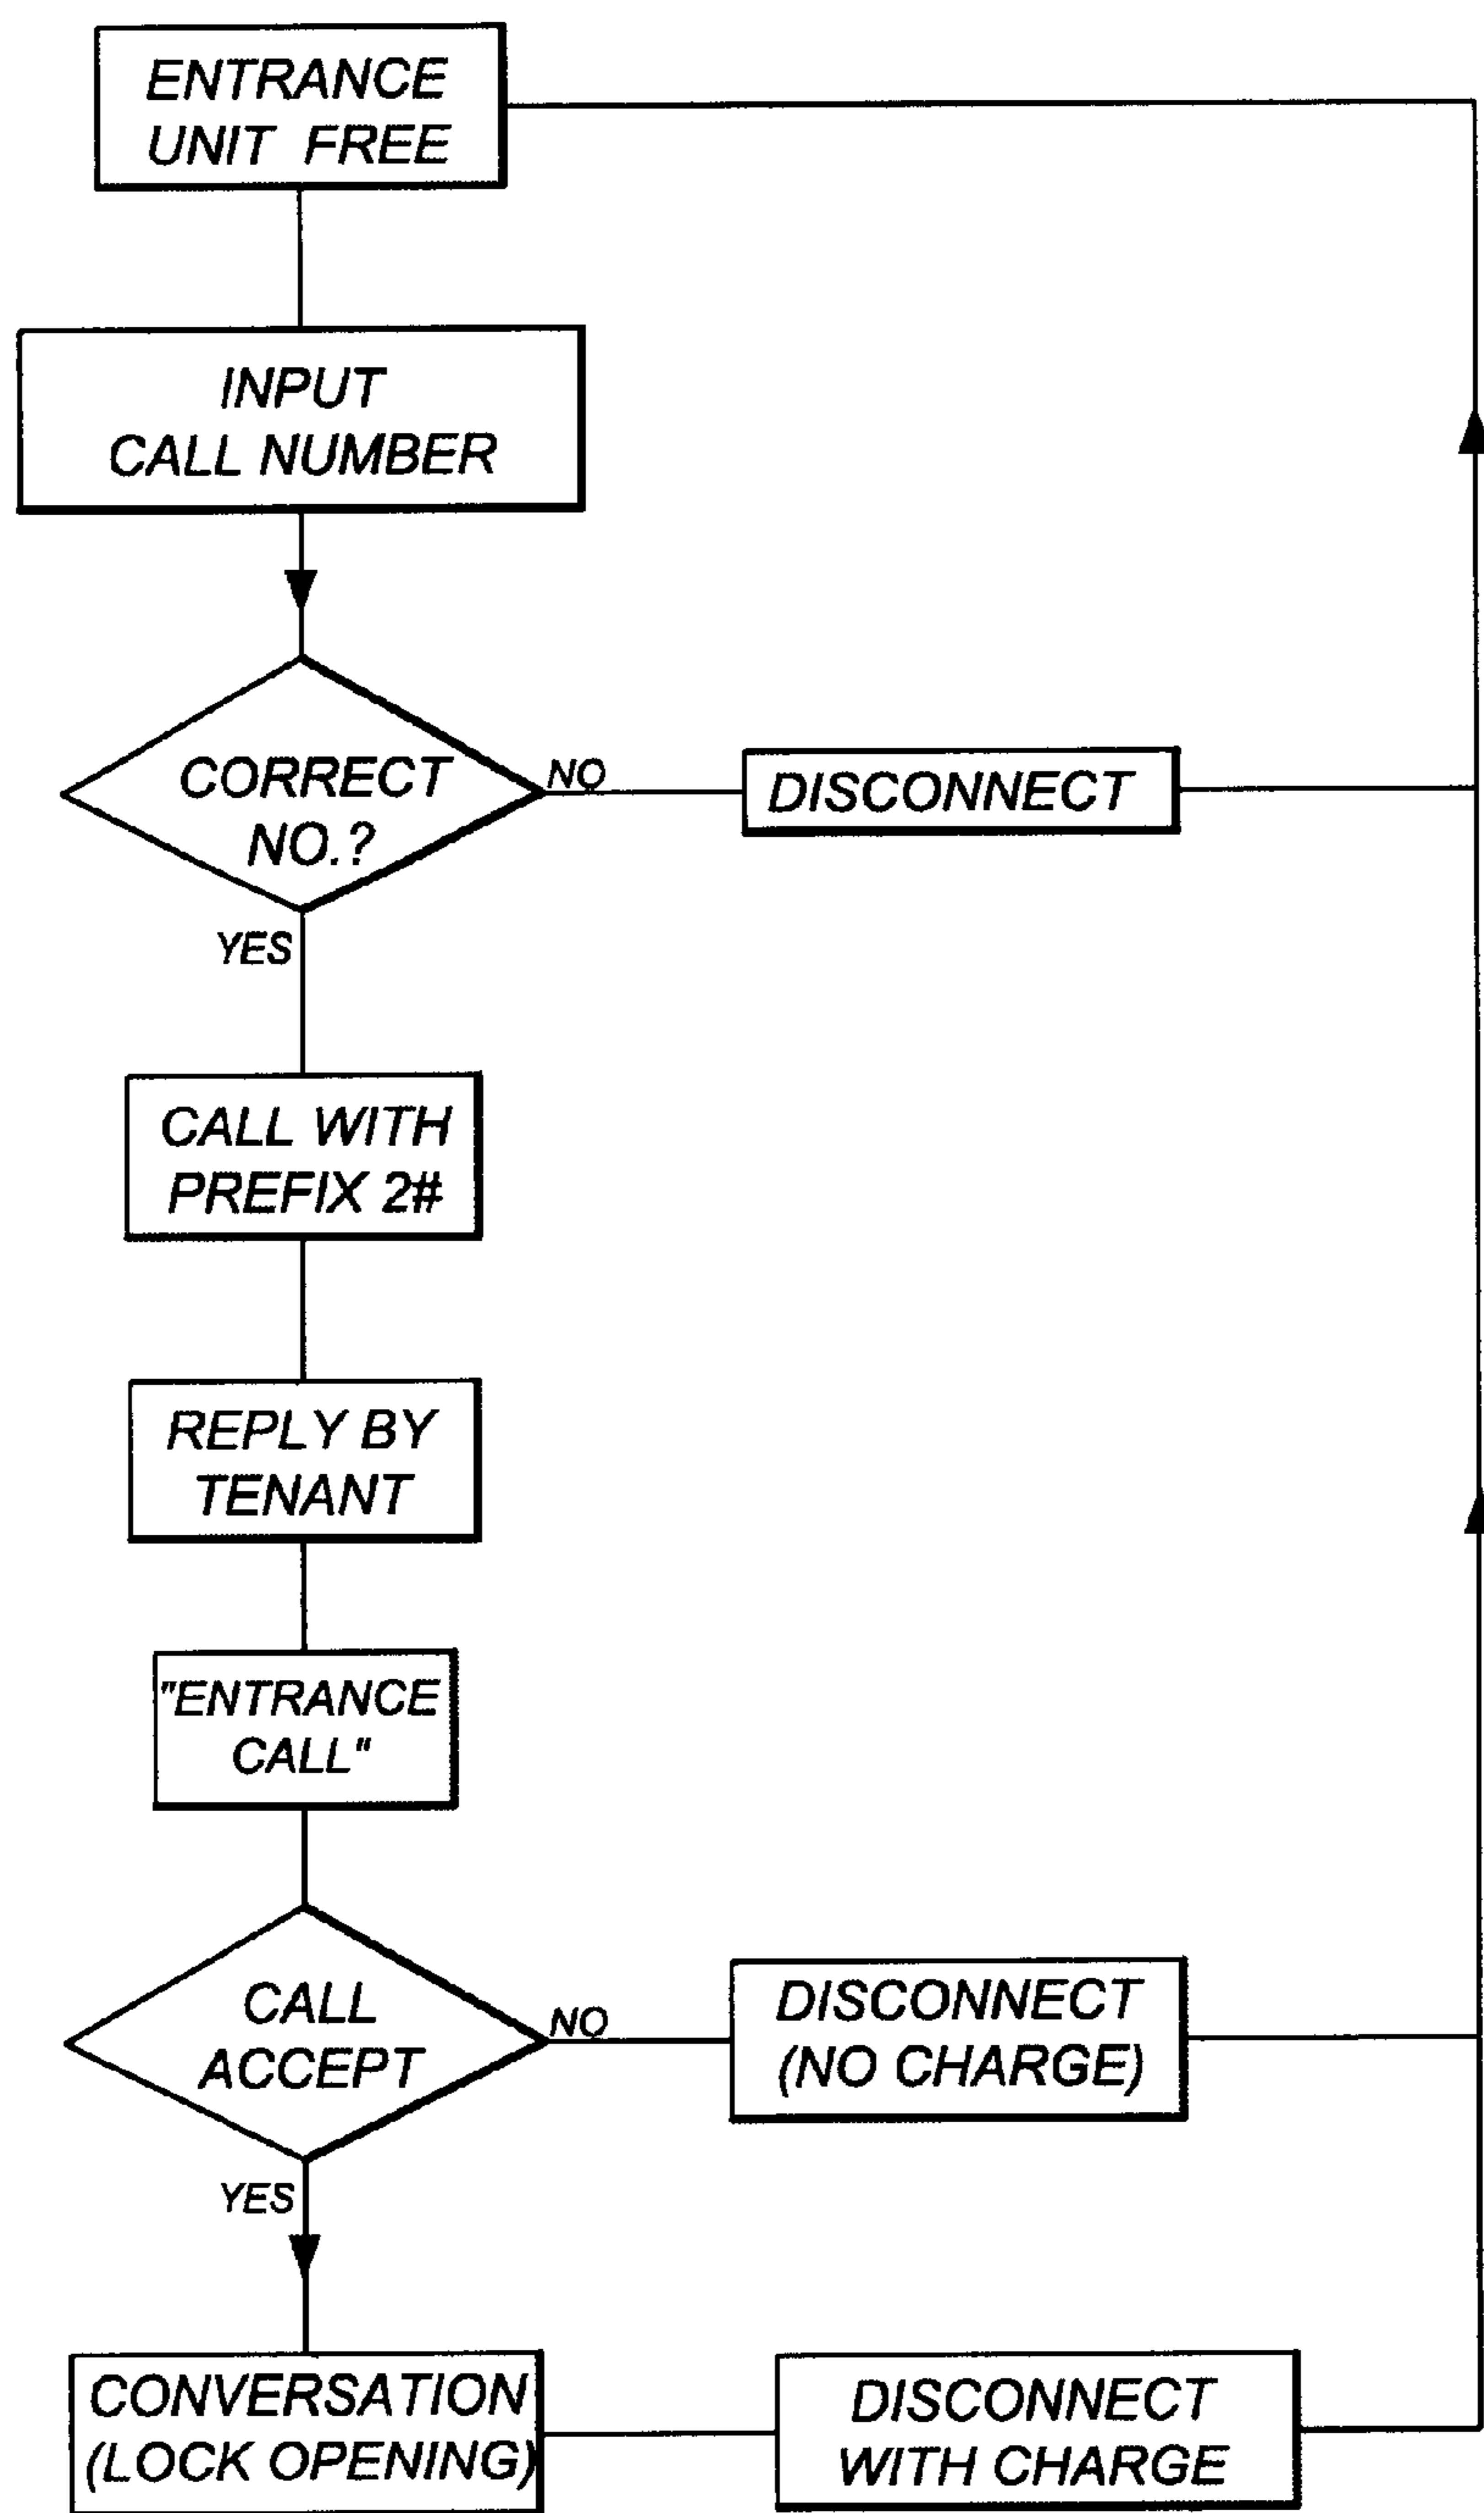 ENTRANCE
UNIT FREE
INPUT
CALL NUMBER
CORRECT
NO.?
NO
DISCONNECT
YES
CALL WITH
PREFIX 2#
REPLY BY
TENANT
"ENTRANCE
CALL"
CALL
ACCEPT
NO
DISCONNECT
(NO CHARGE)
YES
CONVERSATION
(LOCK OPENING)
DISCONNECT
WITH CHARGE